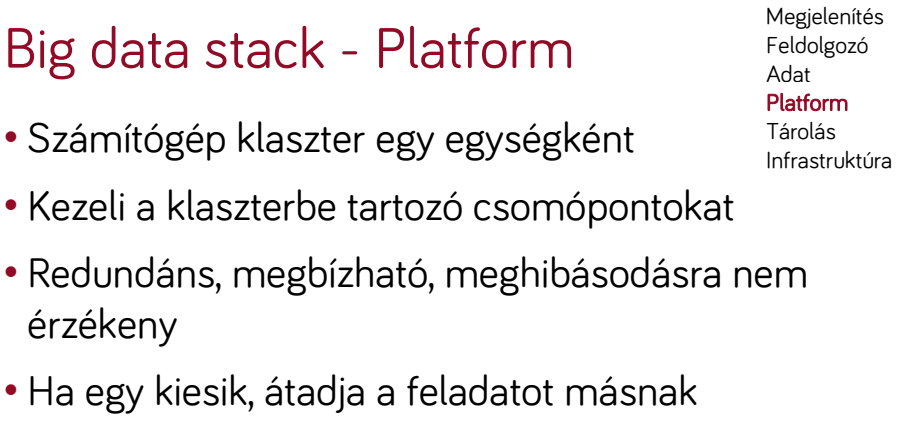 Big data stack - Platform
Megjelenítés
Feldolgozó
Adat
Platform
Tárolás
Infrastruktúra
• Számítógép klaszter egy egységként
• Kezeli a klaszterbe tartozó csomópontokat
• Redundáns, megbízható, meghibásodásra nem
érzékeny
• Ha egy kiesik, átadja a feladatot másnak